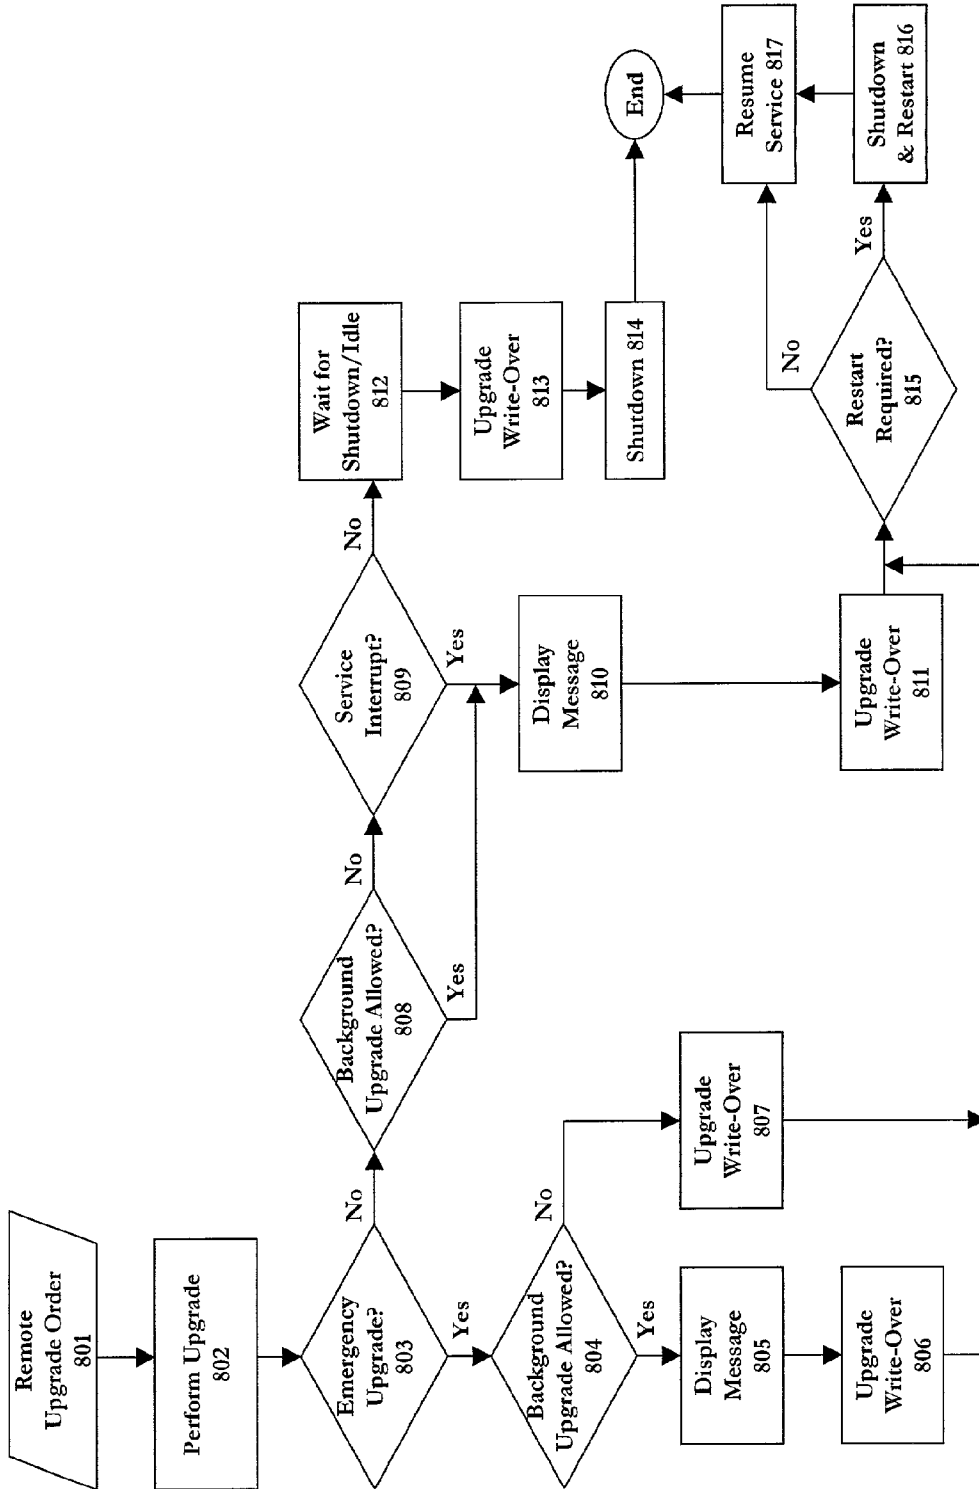 Remote
Upgrade Order
801
Perform Upgrade
802
Emergency
Upgrade?
803
No
Yes
Background
Upgrade Allowed?
804
No
Yes
Display
Message
805
Upgrade
Write-Over
806
Upgrade
Write-Over
807
Background
Upgrade Allowed?
808
No
Yes
Service
Interrupt?
809
No
Yes
Display
Message
810
Upgrade
Write-Over
811
Wait for
Shutdown/Idle
812
Upgrade
Write-Over
813
Shutdown 814
End
Restart
Required?
815
No
Yes
Shutdown
& Restart 816
Resume
Service 817